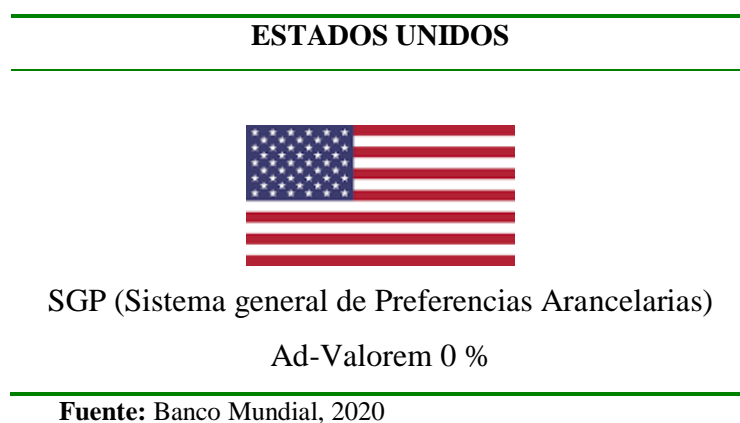 ESTADOS UNIDOS
SGP (Sistema general de Preferencias Arancelarias)
Ad-Valorem 0 %
Fuente: Banco Mundial, 2020